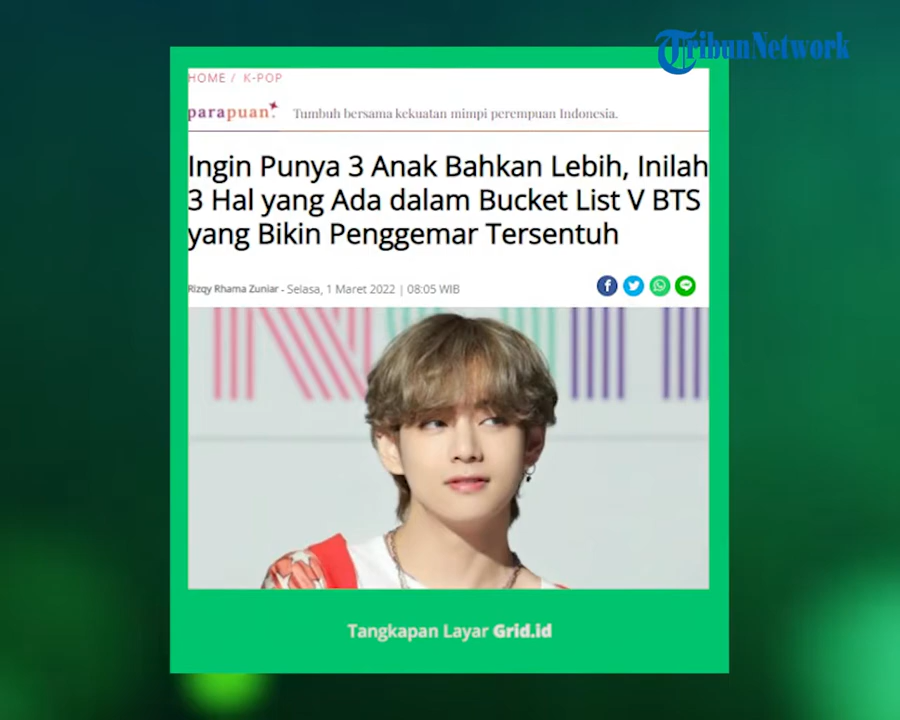 TribunNetwork
HOME / K-POP
parapuan. Tumbuh bersama kekuatan mimpi perempuan Indonesia.
Ingin Punya 3 Anak Bahkan Lebih, Inilah
3 Hal yang Ada dalam Bucket List V BTS
yang Bikin Penggemar Tersentuh
Rizqy Rhama Zuniar - Selasa, 1 Maret 2022 | 08:05 WIB
Tangkapan Layar Grid.id